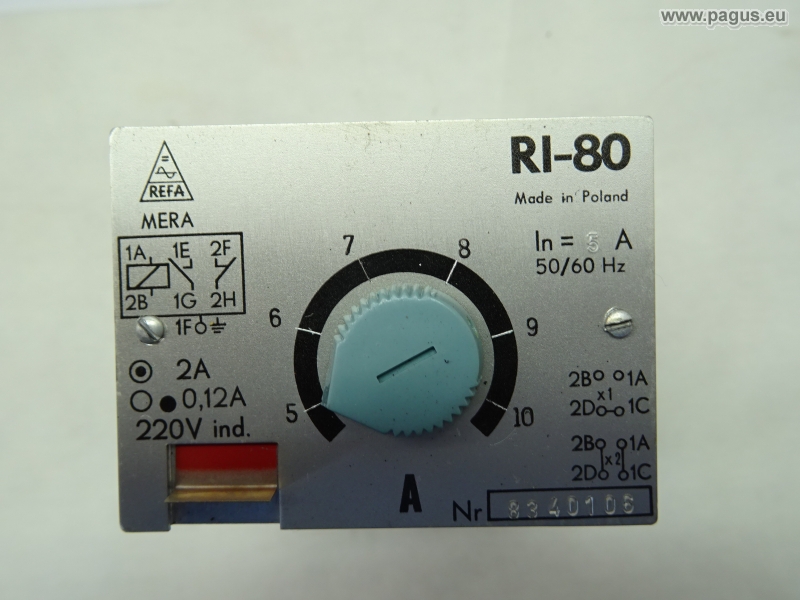 www.pagus.eu
RI-80
REFA
Made in Poland
MERA
In = 5 A
50/60 Hz
1A 1E 2F
2B 1G 2H
1F
7 8
6 9
5 10
2A
0,12A
220V ind.
2B 1A
x1
2D 1C
2B 1A
x2
2D 1C
A
Nr 8340106